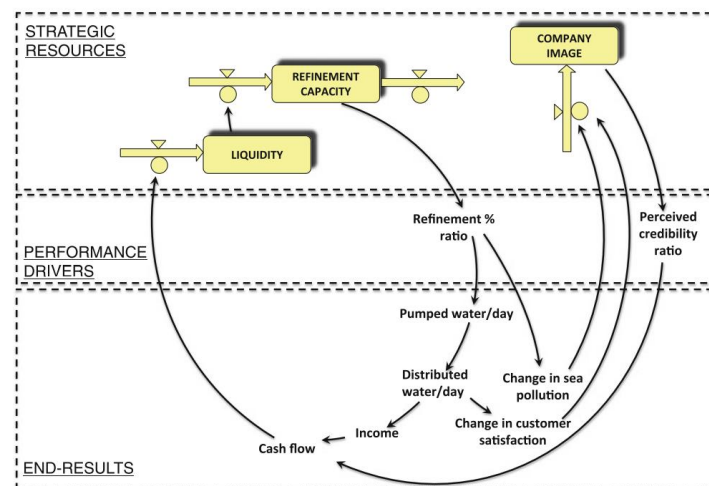 STRATEGIC
RESOURCES
COMPANY
IMAGE
REFINEMENT
CAPACITY
LIQUIDITY
PERFORMANCE
DRIVERS
Refinement %
ratio
Perceived
credibility
ratio
Pumped water/day
Distributed
water/day
Change in sea
pollution
Change in customer
satisfaction
Income
Cash flow
END-RESULTS